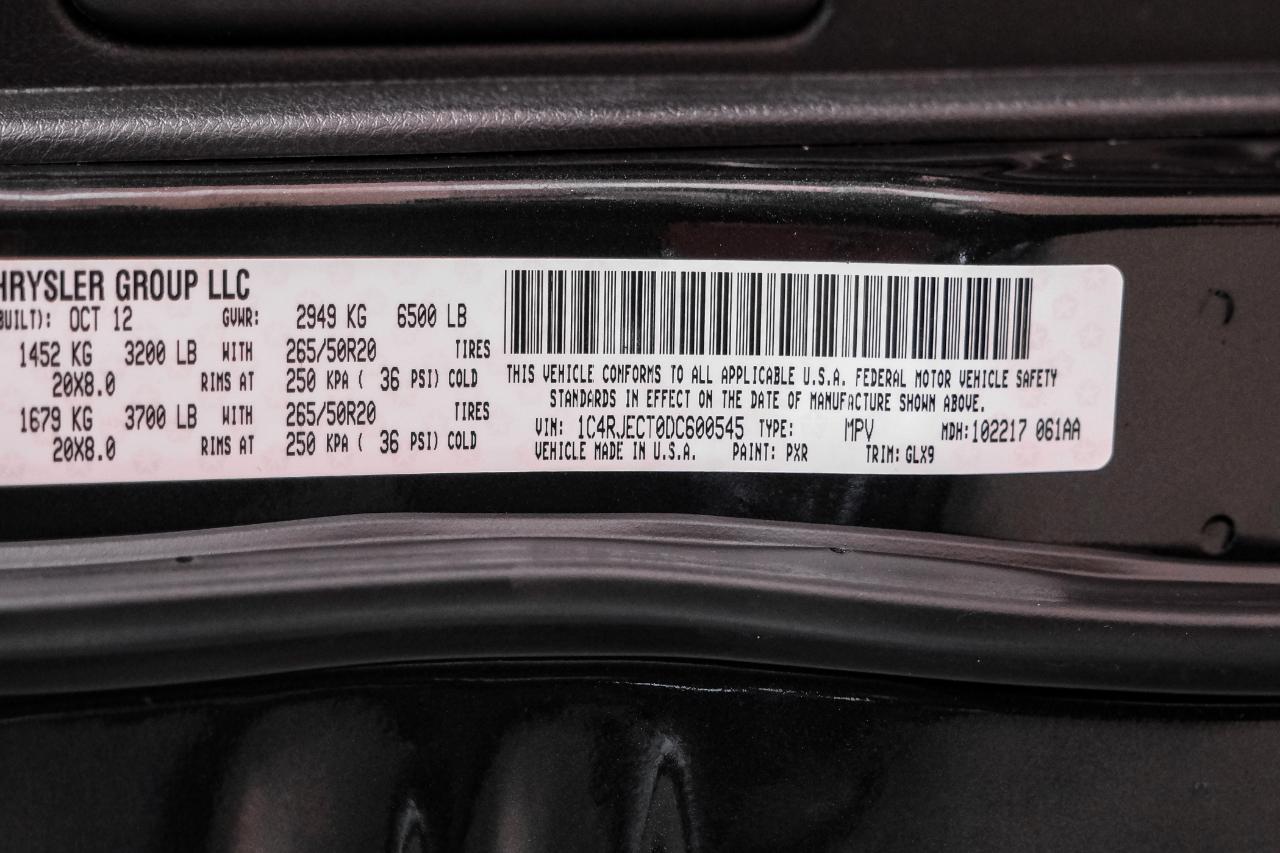 HRYSLER GROUP LLC
BUILT): OCT 12 GVWR: 2949 KG 6500 LB
1452 KG 3200 LB WITH 265/50R20 TIRES
20X8.0 RIMS AT 250 KPA ( 36 PSI) COLD
1679 KG 3700 LB WITH 265/50R20 TIRES
20X8.0 RIMS AT 250 KPA ( 36 PSI) COLD
THIS VEHICLE CONFORMS TO ALL APPLICABLE U.S.A. FEDERAL MOTOR VEHICLE SAFETY
STANDARDS IN EFFECT ON THE DATE OF MANUFACTURE SHOWN ABOVE.
VIN: 1C4RJECT0DC600545 TYPE: MPV MDH:102217 061AA
VEHICLE MADE IN U.S.A. PAINT: PXR TRIM: GLX9